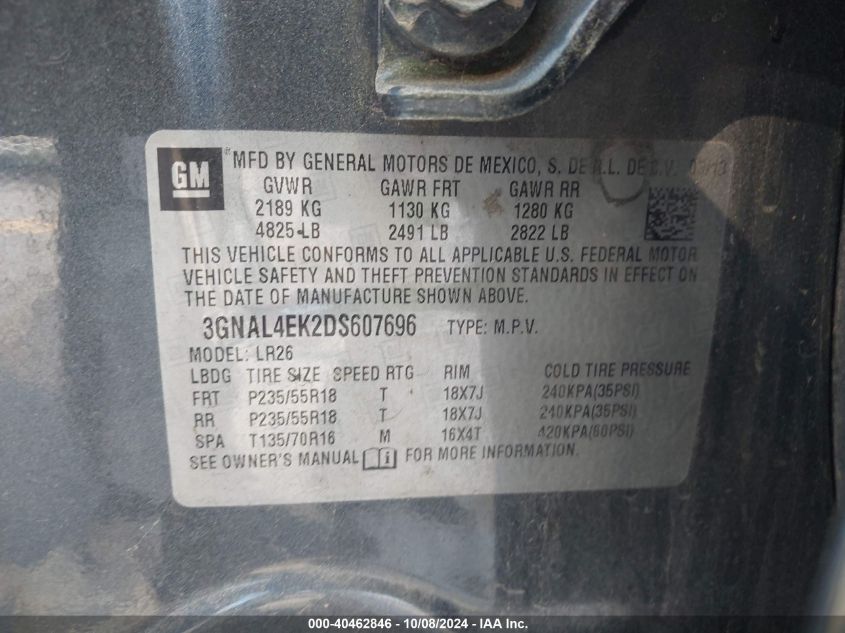 GM ® MFD BY GENERAL MOTORS DE MEXICO, S. DE R.L. DE C.V.
GVWR GAWR FRT GAWR RR
2189 KG 1130 KG 1280 KG
4825 LB 2491 LB 2822 LB
THIS VEHICLE CONFORMS TO ALL APPLICABLE U.S. FEDERAL MOTOR
VEHICLE SAFETY AND THEFT PREVENTION STANDARDS IN EFFECT ON
THE DATE OF MANUFACTURE SHOWN ABOVE.
3GNAL4EK2DS607696 TYPE: M.P.V.
MODEL: LR26
LBDG TIRE SIZE SPEED RTG RIM COLD TIRE PRESSURE
FRT P235/55R18 T 18X7J 240KPA(35PSI)
RR P235/55R18 T 18X7J 240KPA(35PSI)
SPA T135/70R16 M 16X4T 420KPA(60PSI)
SEE OWNER'S MANUAL FOR MORE INFORMATION.
000-40462846 - 10/08/2024 - IAA Inc.